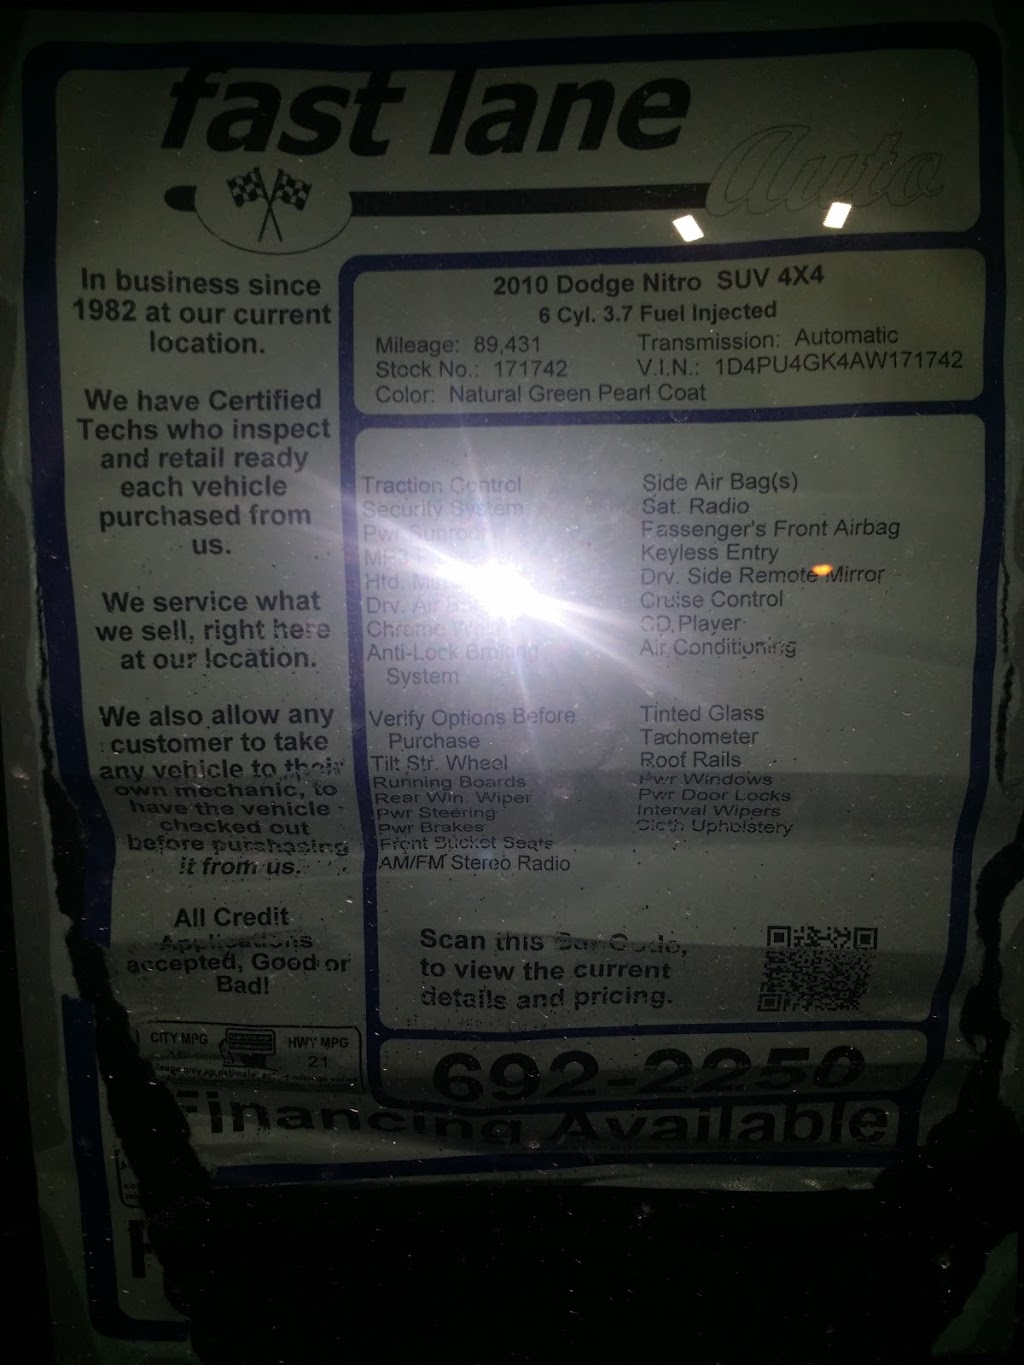 fast lane
Auto
In business since
1982 at our current
location.
We have Certified
Techs who inspect
and retail ready
each vehicle
purchased from
us.
We service what
we sell, right here
at our location.
We also allow any
customer to take
any vehicle to their
own mechanic, to
have the vehicle
checked out
before purchasing
it from us.
All Credit
Applications
accepted, Good or
Bad!
CITY MPG
HWY MPG
21
2010 Dodge Nitro SUV 4X4
6 Cyl. 3.7 Fuel Injected
Mileage: 89,431
Transmission: Automatic
Stock No.: 171742
V.I.N.: 1D4PU4GK4AW171742
Color: Natural Green Pearl Coat
Traction Control
Security System
Pwr Sunroof
MP3
Htd.
Drv. Air
Chrome
Anti-Lock Braking
System
Verify Options Before
Purchase
Tilt Str. Wheel
Running Boards
Rear Win. Wiper
Pwr Steering
Pwr Brakes
Front Bucket Seats
AM/FM Stereo Radio
Side Air Bag(s)
Sat. Radio
Passenger's Front Airbag
Keyless Entry
Drv. Side Remote Mirror
Cruise Control
CD Player
Air Conditioning
Tinted Glass
Tachometer
Roof Rails
Pwr Windows
Pwr Door Locks
Interval Wipers
Cloth Upholstery
Scan this Bar Code,
to view the current
details and pricing.
692-2250
Financing Available